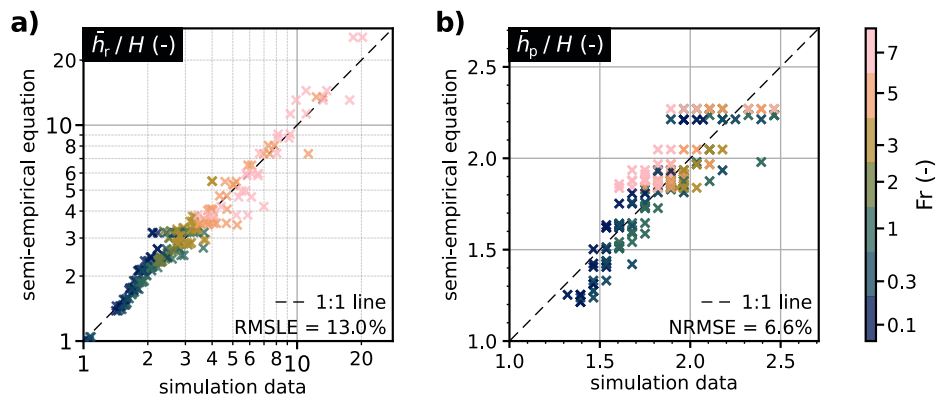 a)
h̄r / H (-)
semi-empirical equation
20
10
8
6
5
4
3
2
1
1 2 3 4 5 6 8 10 20
simulation data
1:1 line
RMSLE = 13.0%
b)
h̄p / H (-)
semi-empirical equation
2.5
2.0
1.5
1.0
1.0 1.5 2.0 2.5
simulation data
1:1 line
NRMSE = 6.6%
7
5
3
2
1
0.3
0.1
Fr (-)